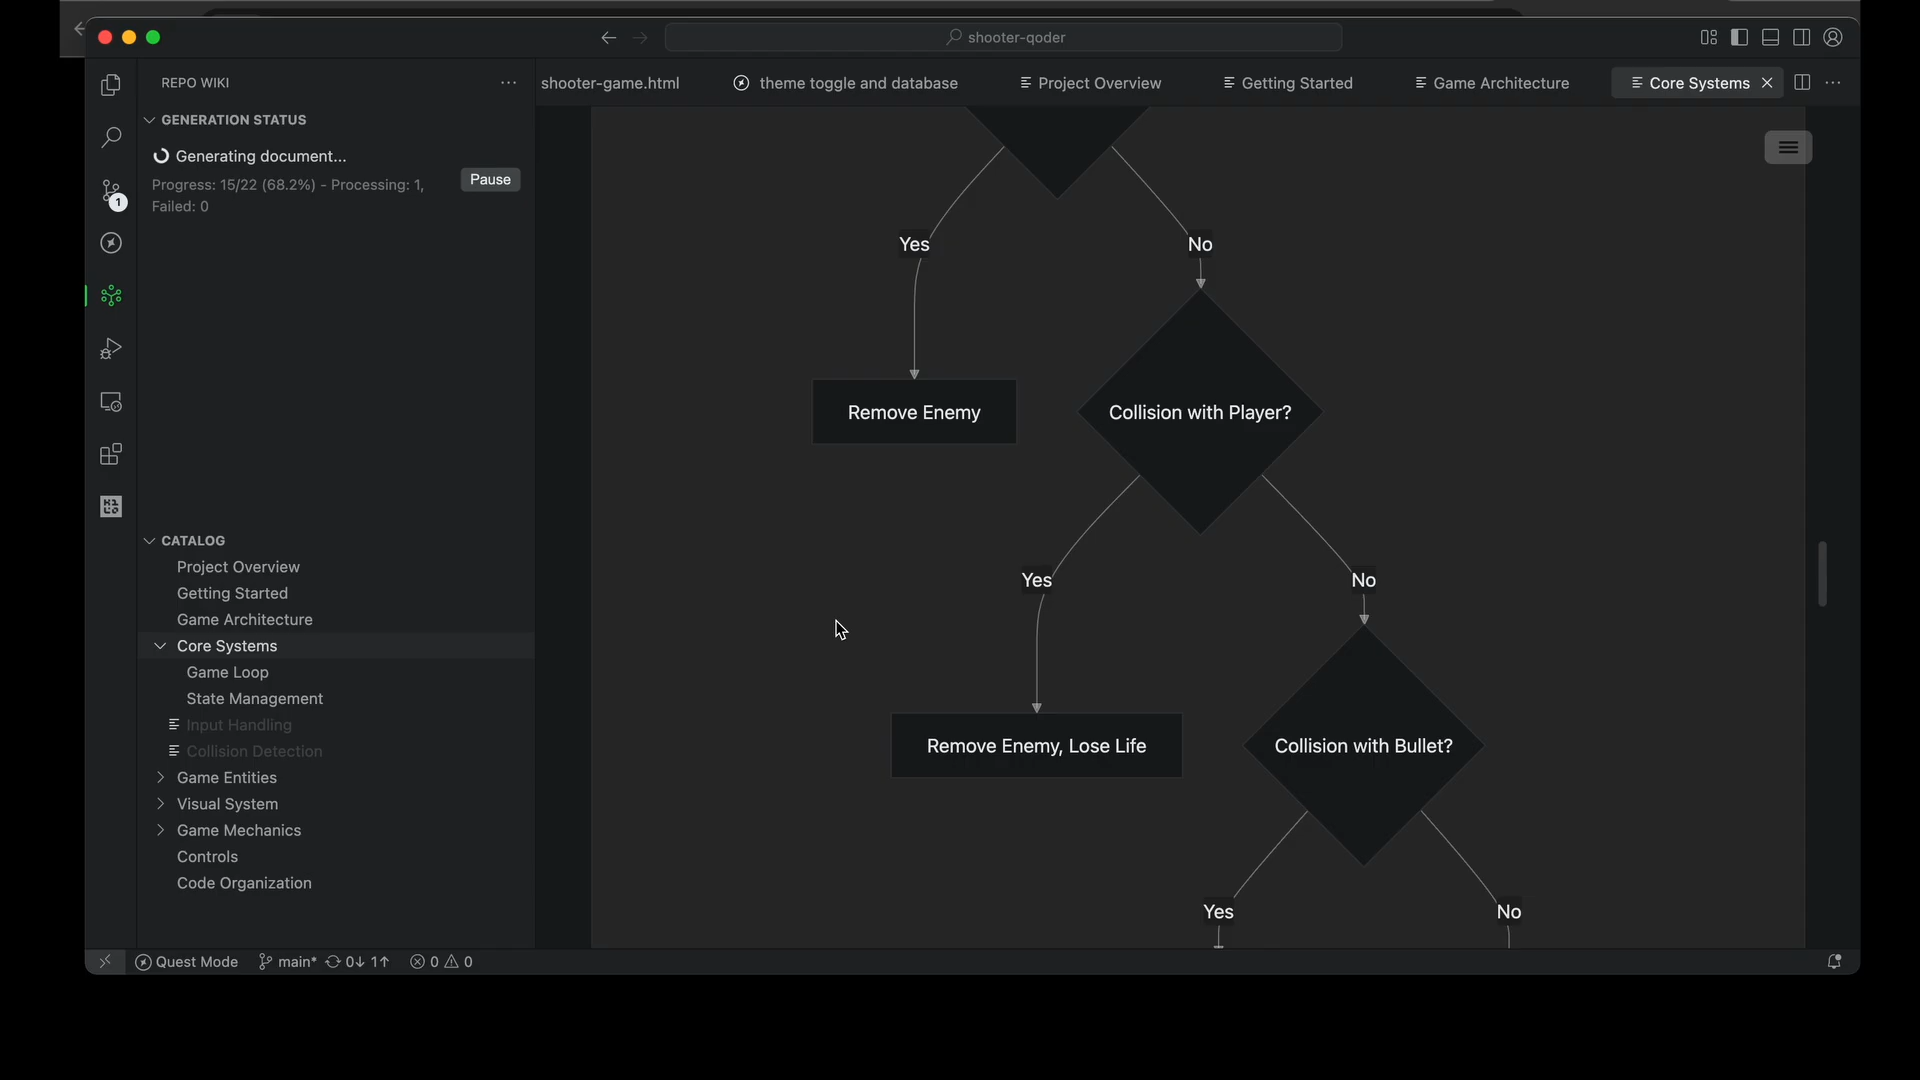 shooter-qoder
REPO WIKI
shooter-game.html
theme toggle and database
Project Overview
Getting Started
Game Architecture
Core Systems
GENERATION STATUS
Generating document...
Progress: 15/22 (68.2%) - Processing: 1,
Failed: 0
Pause
1
Yes
No
Remove Enemy
Collision with Player?
Yes
No
Remove Enemy, Lose Life
Collision with Bullet?
Yes
No
CATALOG
Project Overview
Getting Started
Game Architecture
Core Systems
Game Loop
State Management
Input Handling
Collision Detection
Game Entities
Visual System
Game Mechanics
Controls
Code Organization
Quest Mode
main*
0↓ 1↑
0
0